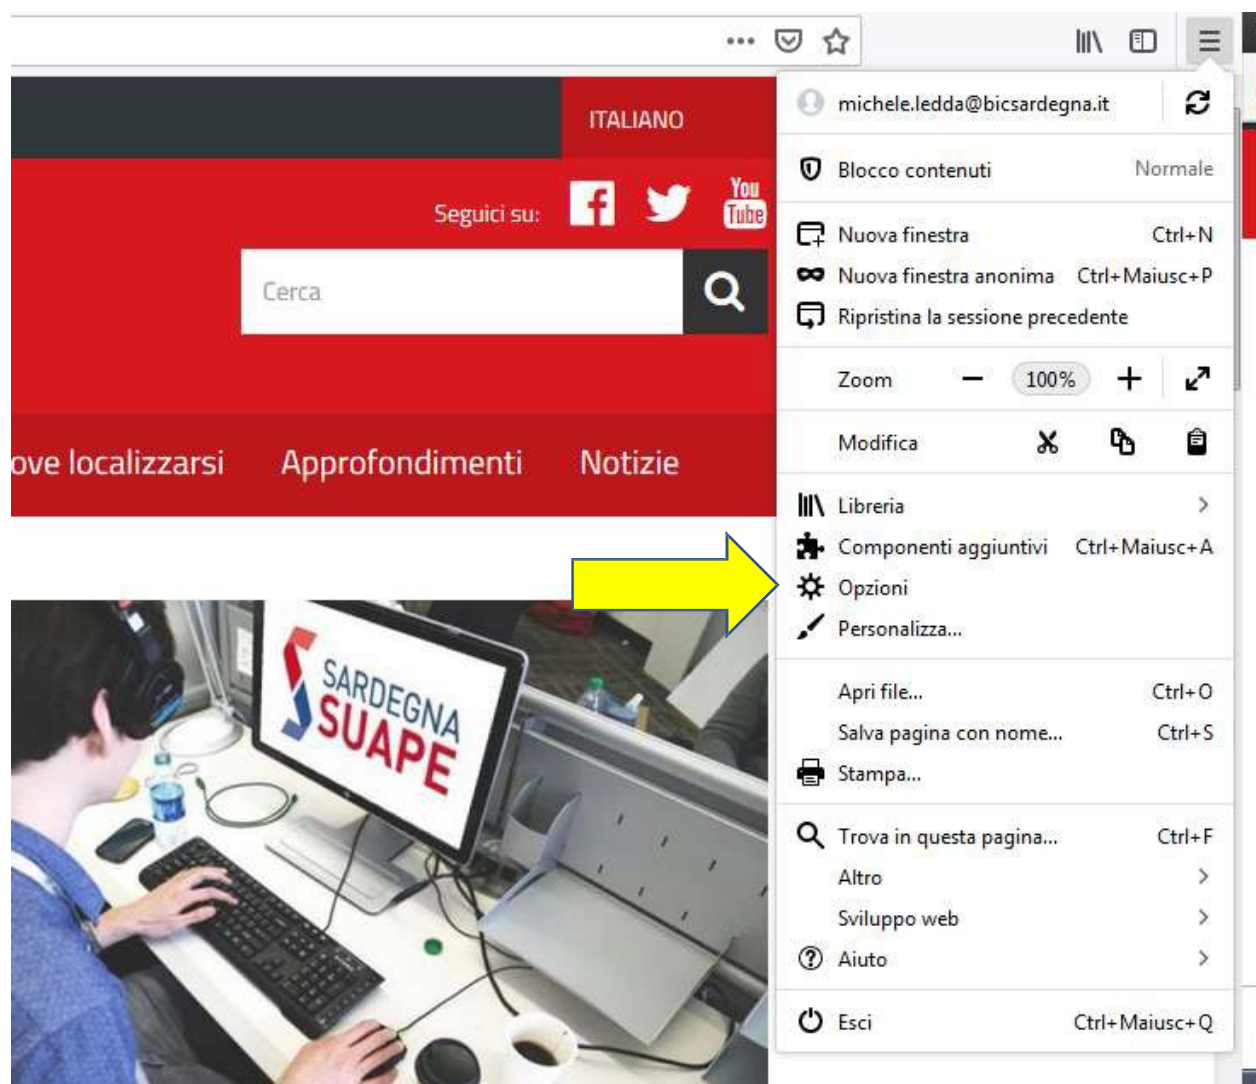 ITALIANO
Seguici su:
You
Tube
Cerca
ove localizzarsi Approfondimenti Notizie
SARDEGNA
SUAPE
michele.ledda@bicsardegna.it
Blocco contenuti Normale
Nuova finestra Ctrl+N
Nuova finestra anonima Ctrl+Maiusc+P
Ripristina la sessione precedente
Zoom 100%
Modifica
Libreria
Componenti aggiuntivi Ctrl+Maiusc+A
Opzioni
Personalizza...
Apri file... Ctrl+O
Salva pagina con nome... Ctrl+S
Stampa...
Trova in questa pagina... Ctrl+F
Altro
Sviluppo web
Aiuto
Esci Ctrl+Maiusc+Q